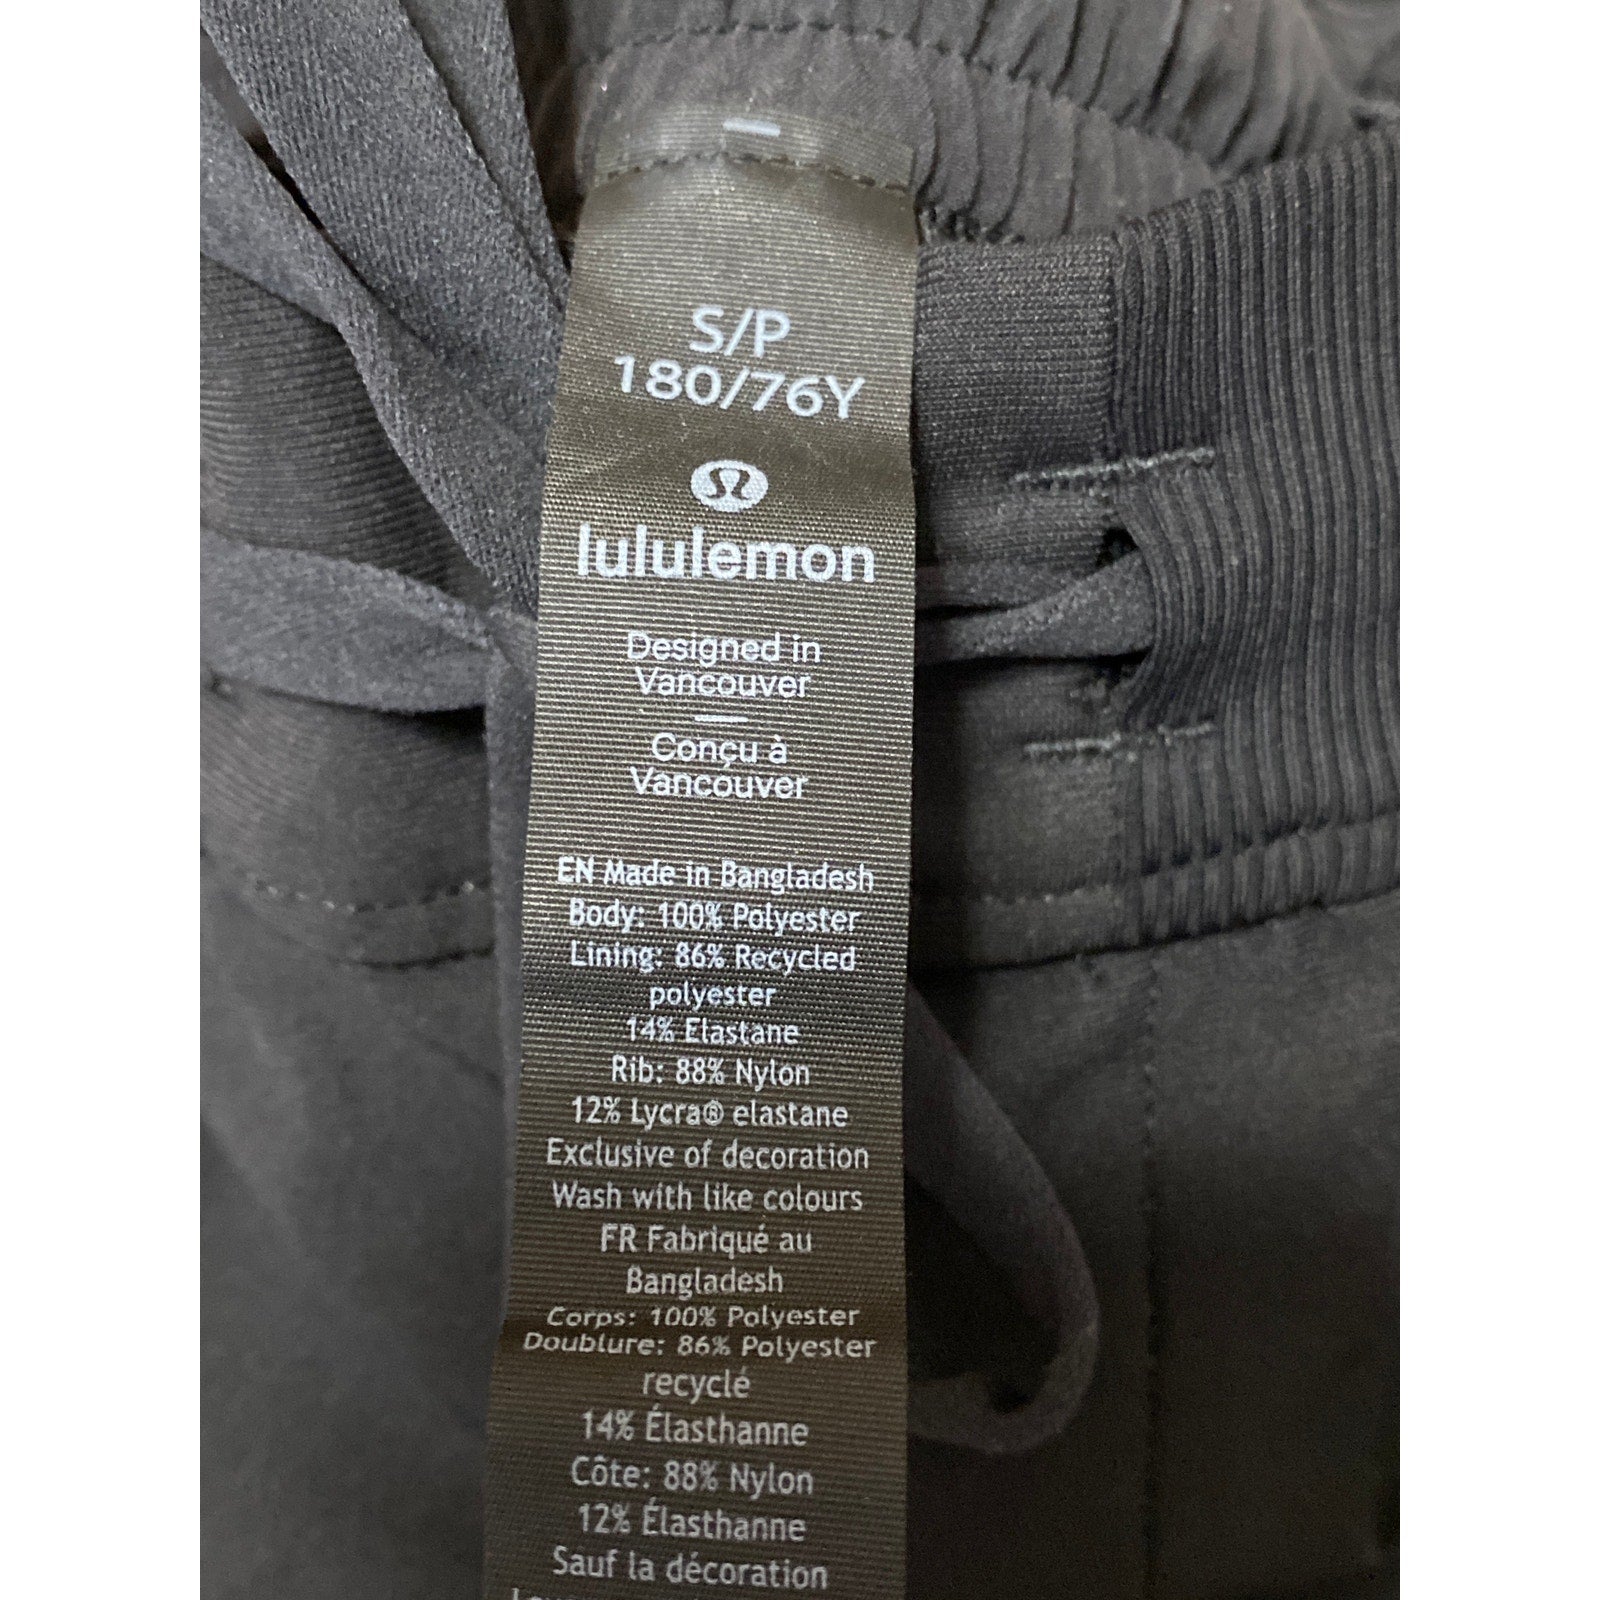 S/P
180/76Y
lululemon
Designed in
Vancouver
Conçu à
Vancouver
EN Made in Bangladesh
Body: 100% Polyester
Lining: 86% Recycled
polyester
14% Elastane
Rib: 88% Nylon
12% Lycra® elastane
Exclusive of decoration
Wash with like colours
FR Fabriqué au
Bangladesh
Corps: 100% Polyester
Doublure: 86% Polyester
recyclé
14% Élasthanne
Côte: 88% Nylon
12% Élasthanne
Sauf la décoration